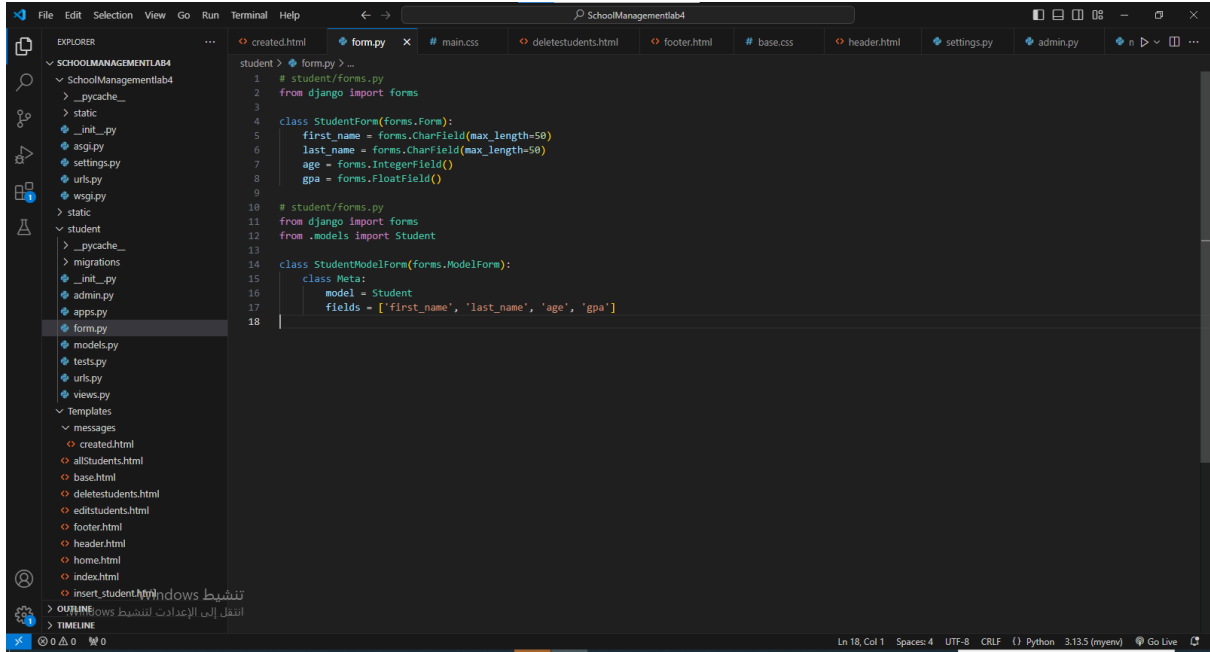 File Edit Selection View Go Run Terminal Help
SchoolManagementlab4
EXPLORER
created.html form.py main.css deletestudents.html footer.html base.css header.html settings.py admin.py n
SCHOOLMANAGEMENTLAB4
SchoolManagementlab4
__pycache__
static
__init__.py
asgi.py
settings.py
urls.py
wsgi.py
static
student
__pycache__
migrations
__init__.py
admin.py
apps.py
form.py
models.py
tests.py
urls.py
views.py
Templates
messages
created.html
allStudents.html
base.html
deletestudents.html
editstudents.html
footer.html
header.html
home.html
index.html
insert_student.html
OUTLINE
TIMELINE
student > form.py > ...
1 # student/forms.py
2 from django import forms
3
4 class StudentForm(forms.Form):
5 first_name = forms.CharField(max_length=50)
6 last_name = forms.CharField(max_length=50)
7 age = forms.IntegerField()
8 gpa = forms.FloatField()
9
10 # student/forms.py
11 from django import forms
12 from .models import Student
13
14 class StudentModelForm(forms.ModelForm):
15 class Meta:
16 model = Student
17 fields = ['first_name', 'last_name', 'age', 'gpa']
18
1
تنشيط Windows
انتقل إلى الإعدادات لتنشيط Windows.
1
0 0 0 Ln 18, Col 1 Spaces: 4 UTF-8 CRLF {} Python 3.13.5 (myenv) Go Live